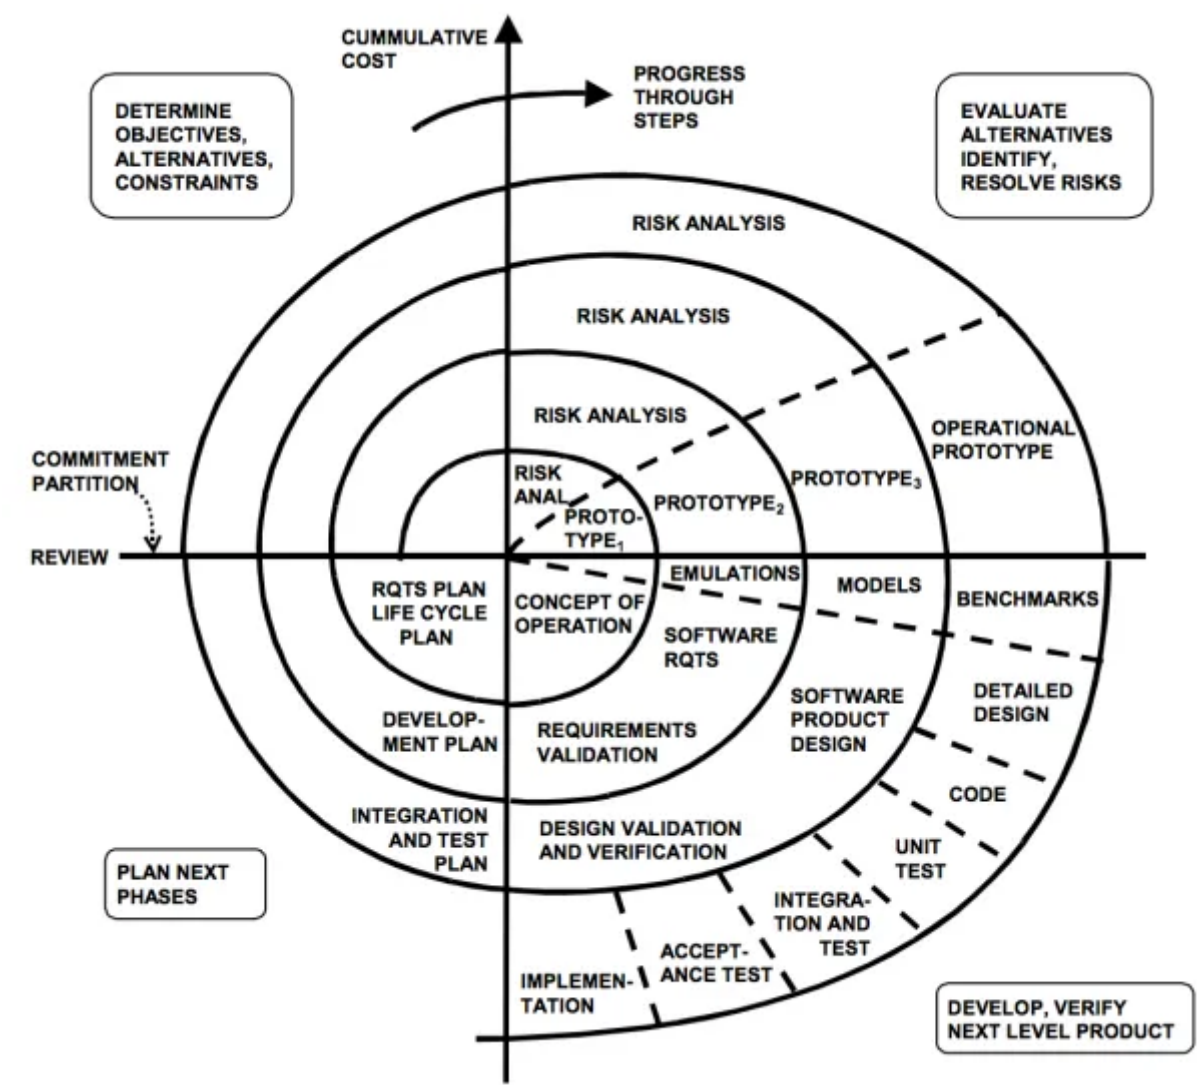 CUMMULATIVE
COST
PROGRESS
THROUGH
STEPS
DETERMINE
OBJECTIVES,
ALTERNATIVES,
CONSTRAINTS
EVALUATE
ALTERNATIVES
IDENTIFY,
RESOLVE RISKS
RISK ANALYSIS
RISK ANALYSIS
RISK ANALYSIS
RISK
ANAL
OPERATIONAL
PROTOTYPE
PROTOTYPE₃
PROTOTYPE₂
PROTO-
TYPE₁
COMMITMENT
PARTITION
REVIEW
EMULATIONS
MODELS
BENCHMARKS
RQTS PLAN
LIFE CYCLE
PLAN
CONCEPT OF
OPERATION
SOFTWARE
RQTS
SOFTWARE
PRODUCT
DESIGN
DETAILED
DESIGN
DEVELOP-
MENT PLAN
REQUIREMENTS
VALIDATION
CODE
INTEGRATION
AND TEST
PLAN
DESIGN VALIDATION
AND VERIFICATION
UNIT
TEST
PLAN NEXT
PHASES
INTEGRA-
TION AND
TEST
ACCEPT-
ANCE TEST
IMPLEMEN-
TATION
DEVELOP, VERIFY
NEXT LEVEL PRODUCT